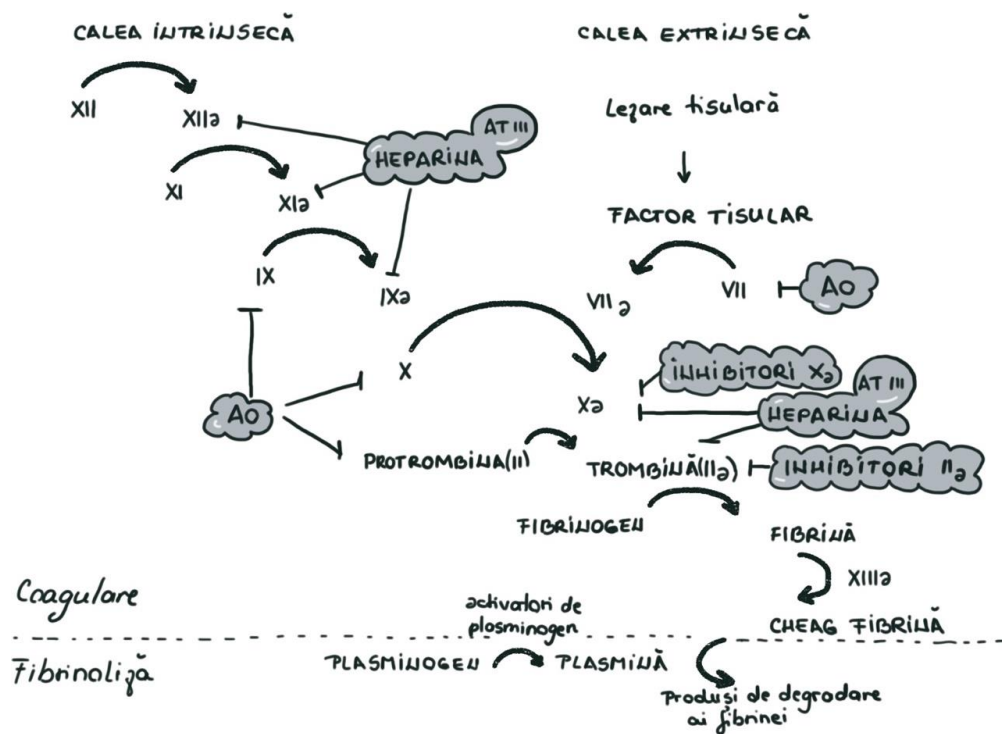 CALEA INTRINSECĂ
CALEA EXTRINSECĂ
XII
XIIa
AT III
HEPARINA
Lezare tisulară
XI
XIa
FACTOR TISULAR
IX
IXa
VIIa
VII
AO
X
INHIBITORI Xa
Xa
AT III
HEPARINA
AO
PROTROMBINA(II)
TROMBINĂ(IIa)
INHIBITORI IIa
FIBRINOGEN
FIBRINĂ
XIIIa
Coagulare
CHEAG FIBRINĂ
activatori de
plasminogen
Fibrinoliză
PLASMINOGEN
PLASMINĂ
Produși de degradare
ai fibrinei